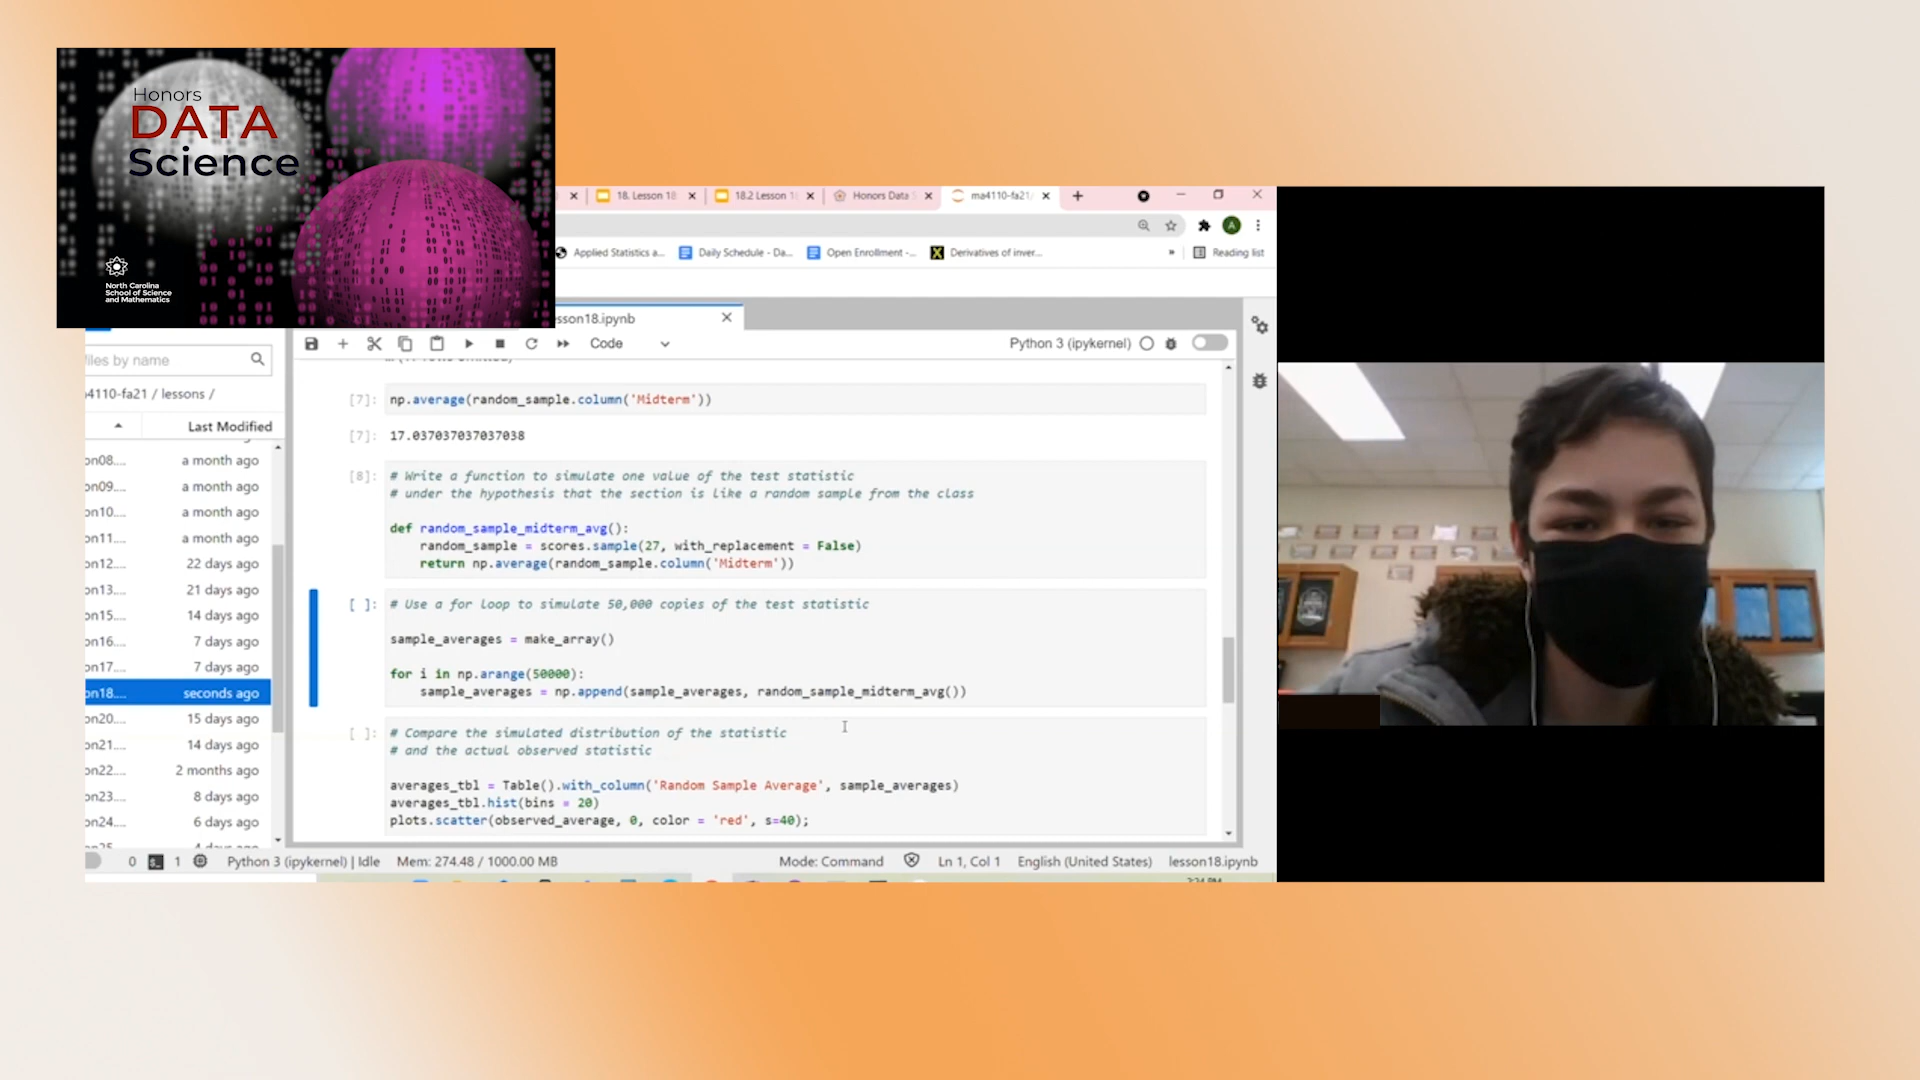 Honors
DATA
Science
North Carolina
School of Science
and Mathematics
18. Lesson 18
18.2 Lesson 1
Honors Data S
ma4110-fa21/
Applied Statistics a...
Daily Schedule - Da...
Open Enrollment -...
Derivatives of inver...
»
Reading list
sson18.ipynb
Code
Python 3 (ipykernel)
files by name
a4110-fa21 / lessons /
Last Modified
on08.... a month ago
on09.... a month ago
on10.... a month ago
on11.... a month ago
on12.... 22 days ago
on13.... 21 days ago
on15.... 14 days ago
on16.... 7 days ago
on17.... 7 days ago
on18.... seconds ago
on20.... 15 days ago
on21.... 14 days ago
on22.... 2 months ago
on23.... 8 days ago
on24.... 6 days ago
[7]: np.average(random_sample.column('Midterm'))
[7]: 17.037037037037038
[8]: # Write a function to simulate one value of the test statistic
# under the hypothesis that the section is like a random sample from the class
def random_sample_midterm_avg():
random_sample = scores.sample(27, with_replacement = False)
return np.average(random_sample.column('Midterm'))
[ ]: # Use a for loop to simulate 50,000 copies of the test statistic
sample_averages = make_array()
for i in np.arange(50000):
sample_averages = np.append(sample_averages, random_sample_midterm_avg())
[ ]: # Compare the simulated distribution of the statistic
# and the actual observed statistic
averages_tbl = Table().with_column('Random Sample Average', sample_averages)
averages_tbl.hist(bins = 20)
plots.scatter(observed_average, 0, color = 'red', s=40);
0 1 Python 3 (ipykernel) | Idle Mem: 274.48 / 1000.00 MB Mode: Command Ln 1, Col 1 English (United States) lesson18.ipynb